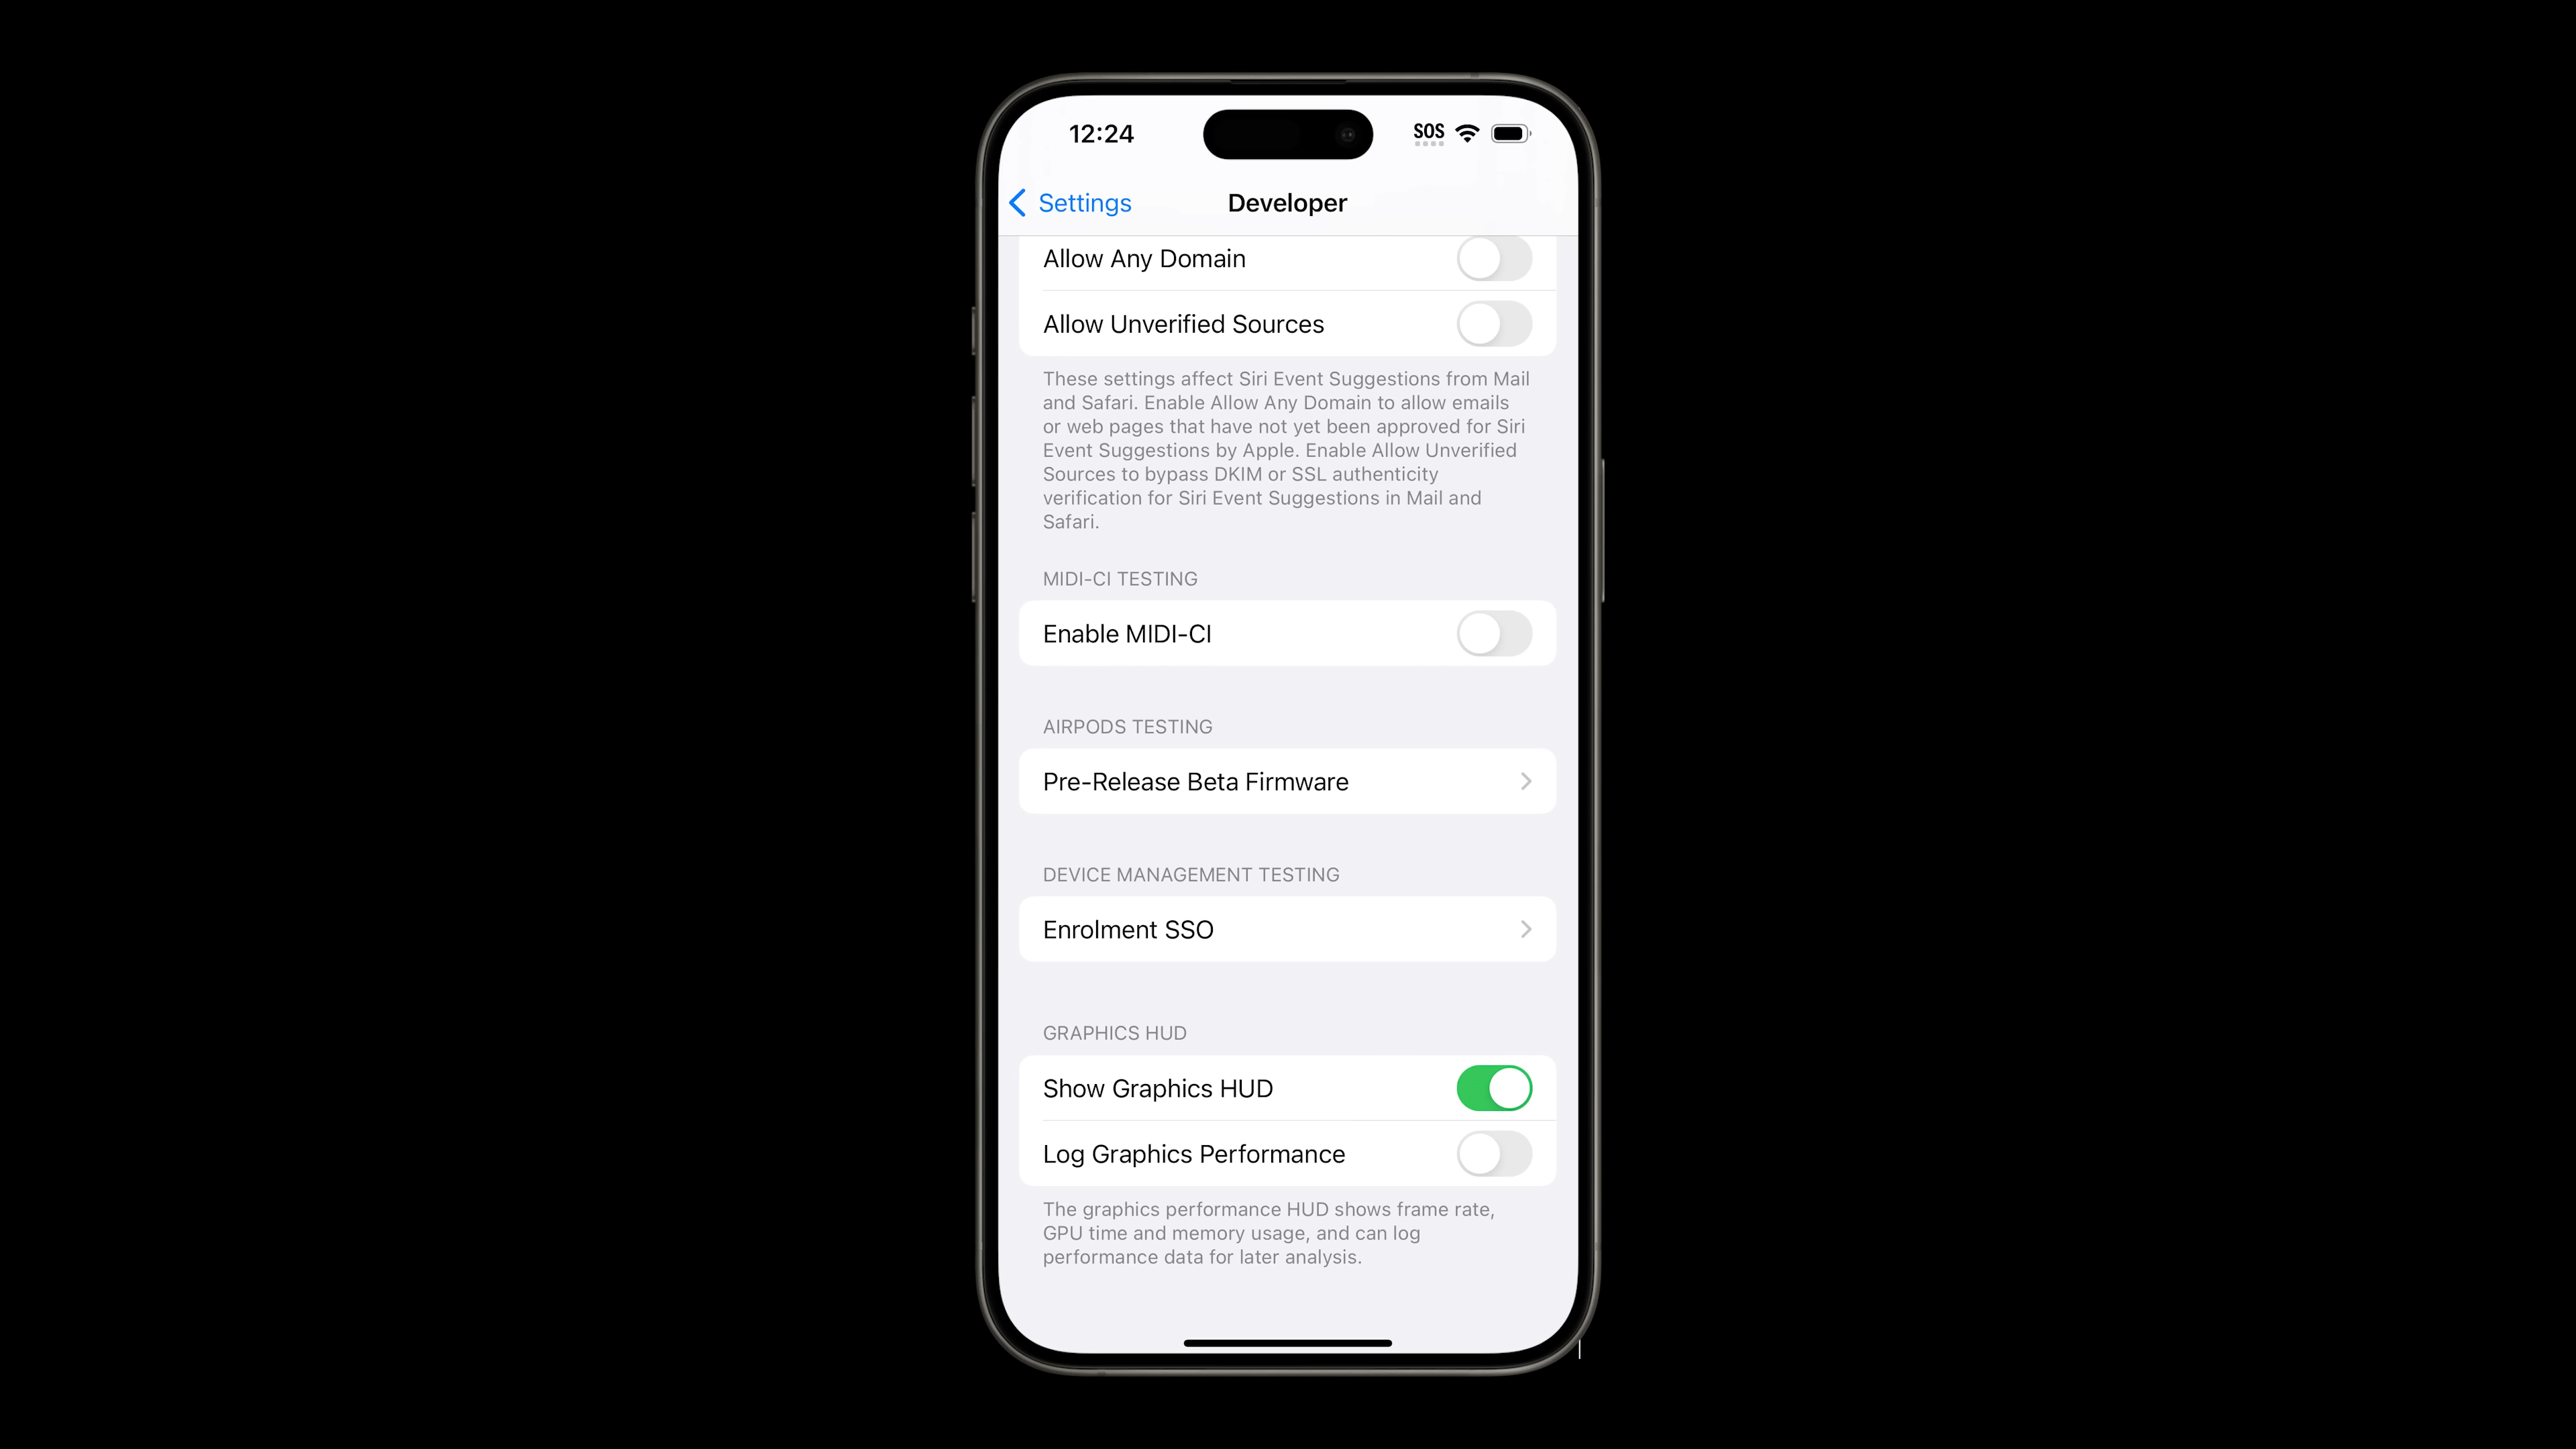 12:24
SOS
Settings
Developer
Allow Any Domain
Allow Unverified Sources
These settings affect Siri Event Suggestions from Mail
and Safari. Enable Allow Any Domain to allow emails
or web pages that have not yet been approved for Siri
Event Suggestions by Apple. Enable Allow Unverified
Sources to bypass DKIM or SSL authenticity
verification for Siri Event Suggestions in Mail and
Safari.
MIDI-CI TESTING
Enable MIDI-CI
AIRPODS TESTING
Pre-Release Beta Firmware
DEVICE MANAGEMENT TESTING
Enrolment SSO
GRAPHICS HUD
Show Graphics HUD
Log Graphics Performance
The graphics performance HUD shows frame rate,
GPU time and memory usage, and can log
performance data for later analysis.